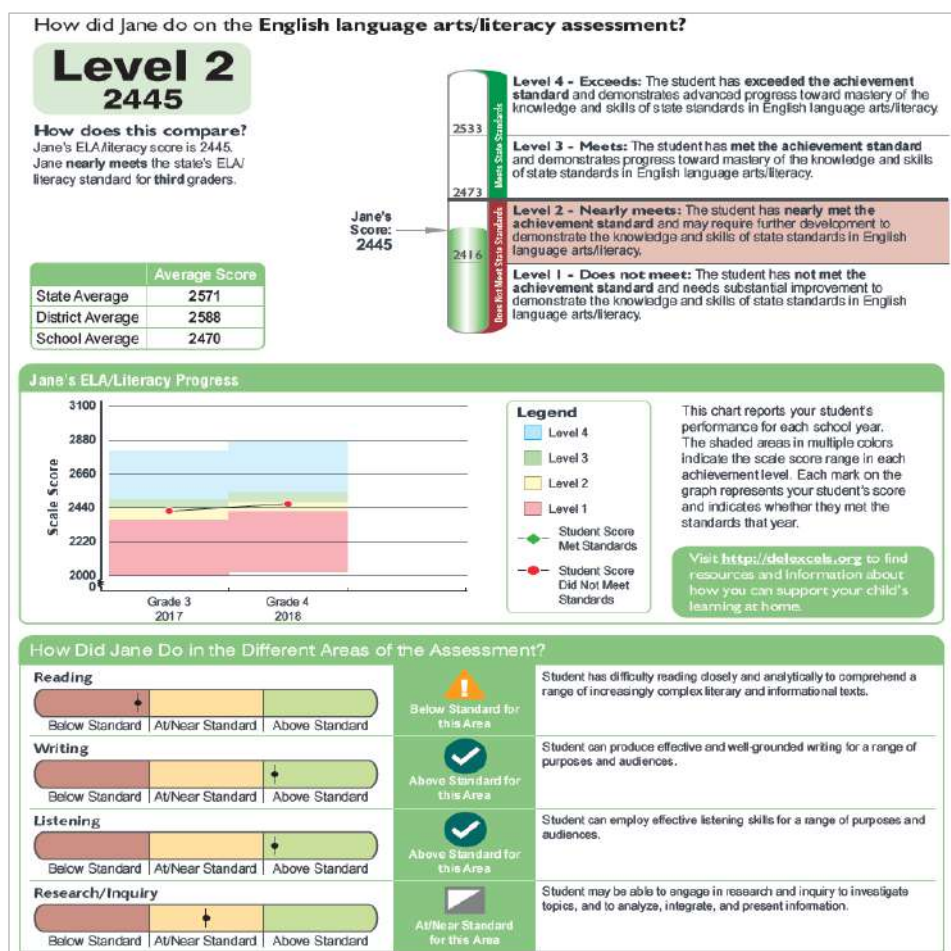 How did Jane do on the English language arts/literacy assessment?
Level 2
2445
How does this compare?
Jane's ELA/literacy score is 2445.
Jane nearly meets the state's ELA/
literacy standard for third graders.
Average Score
State Average 2571
District Average 2588
School Average 2470
Jane's
Score:
2445
2533
2473
2416
Meets State Standards
Does Not Meet State Standards
Level 4 - Exceeds: The student has exceeded the achievement
standard and demonstrates advanced progress toward mastery of the
knowledge and skills of state standards in English language arts/literacy.
Level 3 - Meets: The student has met the achievement standard
and demonstrates progress toward mastery of the knowledge and skills
of state standards in English language arts/literacy.
Level 2 - Nearly meets: The student has nearly met the
achievement standard and may require further development to
demonstrate the knowledge and skills of state standards in English
language arts/literacy.
Level 1 - Does not meet: The student has not met the
achievement standard and needs substantial improvement to
demonstrate the knowledge and skills of state standards in English
language arts/literacy.
Jane's ELA/Literacy Progress
Scale Score
3100
2880
2660
2440
2220
2000
0
Grade 3
2017
Grade 4
2018
Legend
Level 4
Level 3
Level 2
Level 1
Student Score
Met Standards
Student Score
Did Not Meet
Standards
This chart reports your student's
performance for each school year.
The shaded areas in multiple colors
indicate the scale score range in each
achievement level. Each mark on the
graph represents your student's score
and indicates whether they met the
standards that year.
Visit http://delexcels.org to find
resources and information about
how you can support your child's
learning at home.
How Did Jane Do in the Different Areas of the Assessment?
Reading
Below Standard At/Near Standard Above Standard
Below Standard for
this Area
Student has difficulty reading closely and analytically to comprehend a
range of increasingly complex literary and informational texts.
Writing
Below Standard At/Near Standard Above Standard
Above Standard for
this Area
Student can produce effective and well-grounded writing for a range of
purposes and audiences.
Listening
Below Standard At/Near Standard Above Standard
Above Standard for
this Area
Student can employ effective listening skills for a range of purposes and
audiences.
Research/Inquiry
Below Standard At/Near Standard Above Standard
At/Near Standard
for this Area
Student may be able to engage in research and inquiry to investigate
topics, and to analyze, integrate, and present information.